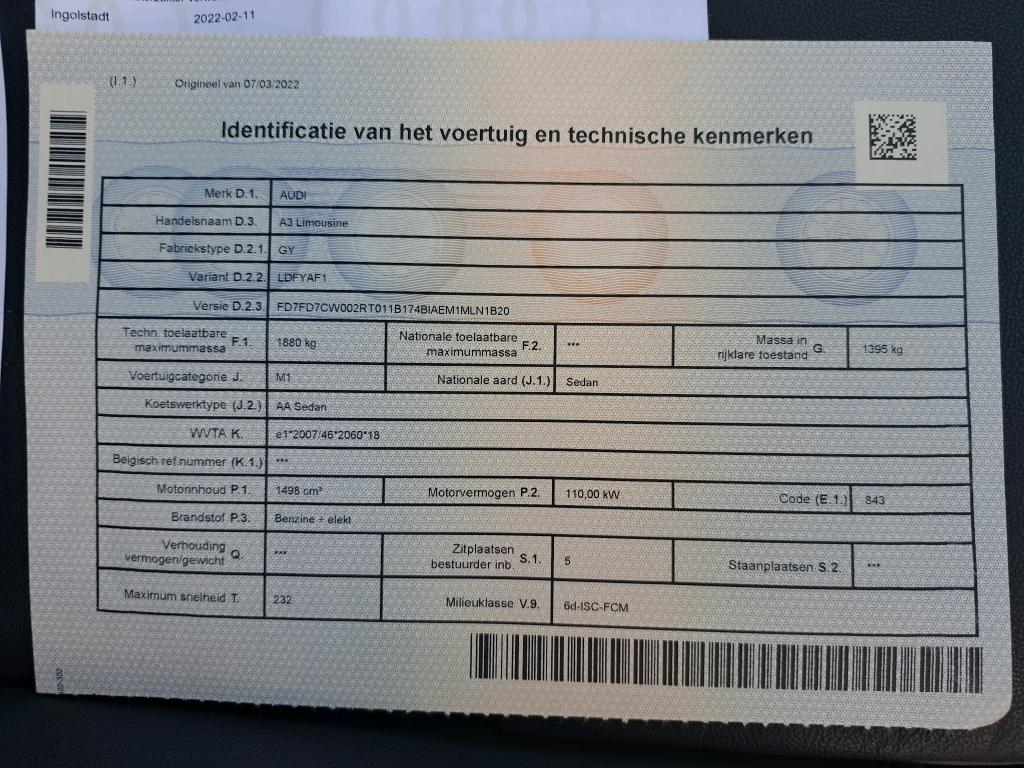 Ingolstadt 2022-02-11
(I.1.) Origineel van 07/03/2022
Identificatie van het voertuig en technische kenmerken
Merk D.1. AUDI
Handelsnaam D.3. A3 Limousine
Fabriekstype D.2.1. GY
Variant D.2.2. LDFYAF1
Versie D.2.3. FD7FD7CW002RT011B174BIAEM1MLN1B20
Techn. toelaatbare maximummassa F.1. 1880 kg Nationale toelaatbare maximummassa F.2. *** Massa in rijklare toestand G. 1395 kg
Voertuigcategorie J. M1 Nationale aard (J.1.) Sedan
Koetswerktype (J.2.) AA Sedan
WVTA K. e1*2007/46*2060*18
Belgisch ref.nummer (K.1.) ***
Motorinhoud P.1. 1498 cm³ Motorvermogen P.2. 110,00 kW Code (E.1.) 843
Brandstof P.3. Benzine + elekt
Verhouding vermogen/gewicht Q. *** Zitplaatsen bestuurder inb. S.1. 5 Staanplaatsen S.2. ***
Maximum snelheid T. 232 Milieuklasse V.9. 6d-ISC-FCM